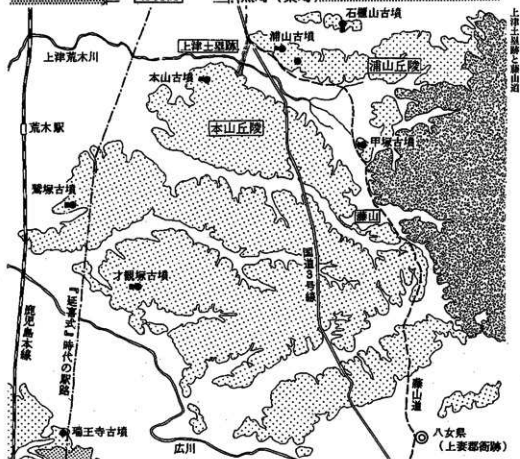 上津土塁跡と藤山道
石櫃山古墳
浦山古墳
上津土塁跡
上津荒木川
浦山丘陵
本山古墳
荒木駅
本山丘陵
甲塚古墳
鷲塚古墳
藤山
国道3号線
才観塚古墳
『延喜式』時代の駅路
鹿児島本線
藤山道
瑞王寺古墳
広川
八女県
(上妻郡衙跡)